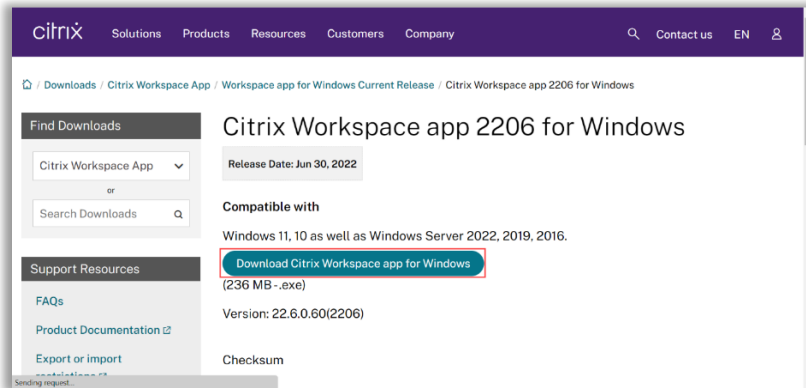 citrix Solutions Products Resources Customers Company Contact us EN
/ Downloads / Citrix Workspace App / Workspace app for Windows Current Release / Citrix Workspace app 2206 for Windows
Find Downloads
Citrix Workspace App
or
Search Downloads
Support Resources
FAQs
Product Documentation
Export or import
restrictions
Citrix Workspace app 2206 for Windows
Release Date: Jun 30, 2022
Compatible with
Windows 11, 10 as well as Windows Server 2022, 2019, 2016.
Download Citrix Workspace app for Windows
(236 MB - .exe)
Version: 22.6.0.60(2206)
Checksum
Sending request...